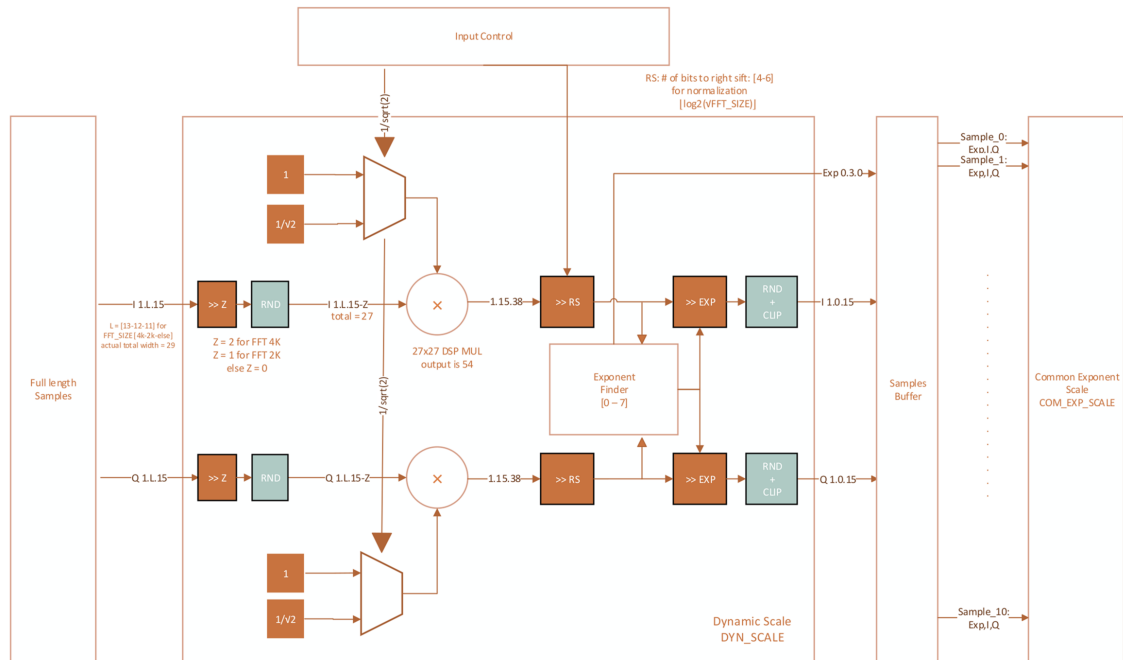 Input Control
RS: # of bits to right sift: [4-6]
for normalization
⌊log2(√FFT_SIZE)⌋
1/sqrt(2)
Sample_0:
Exp,I,Q
Sample_1:
Exp,I,Q
1
1/√2
Exp 0.3.0
I 1.L.15
>> Z
RND
I 1.L.15-Z
total = 27
×
1.15.38
>> RS
>> EXP
RND
+
CLIP
I 1.0.15
L = [13-12-11] for
FFT_SIZE [4k-2k-else]
actual total width = 29
Z = 2 for FFT 4K
Z = 1 for FFT 2K
else Z = 0
27x27 DSP MUL
output is 54
Full length
Samples
1/sqrt(2)
Exponent
Finder
[0 – 7]
Samples
Buffer
Common Exponent
Scale
COM_EXP_SCALE
Q 1.L.15
>> Z
RND
Q 1.L.15-Z
×
1.15.38
>> RS
>> EXP
RND
+
CLIP
Q 1.0.15
1
1/√2
Sample_10:
Exp,I,Q
Dynamic Scale
DYN_SCALE